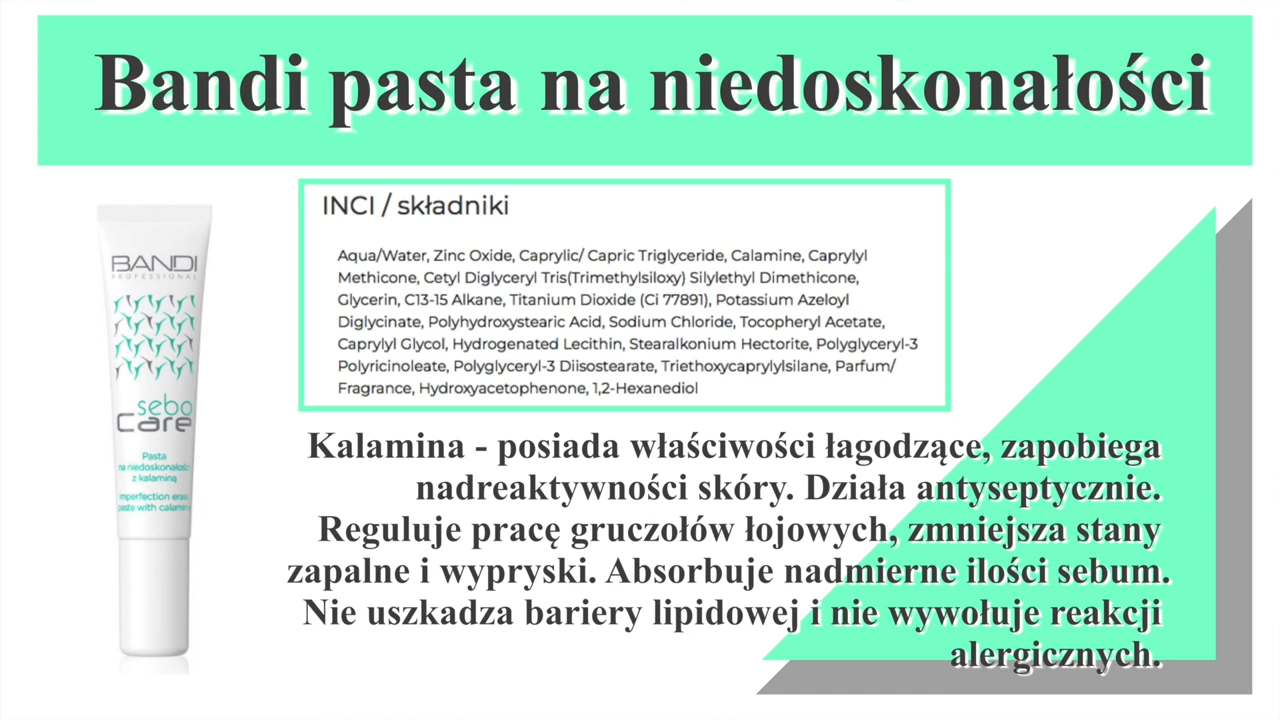 Bandi pasta na niedoskonałości
INCI / składniki
Aqua/Water, Zinc Oxide, Caprylic/ Capric Triglyceride, Calamine, Caprylyl
Methicone, Cetyl Diglyceryl Tris(Trimethylsiloxy) Silylethyl Dimethicone,
Glycerin, C13-15 Alkane, Titanium Dioxide (Ci 77891), Potassium Azeloyl
Diglycinate, Polyhydroxystearic Acid, Sodium Chloride, Tocopheryl Acetate,
Caprylyl Glycol, Hydrogenated Lecithin, Stearalkonium Hectorite, Polyglyceryl-3
Polyricinoleate, Polyglyceryl-3 Diisostearate, Triethoxycaprylylsilane, Parfum/
Fragrance, Hydroxyacetophenone, 1,2-Hexanediol
BANDI
PROFESSIONAL
sebo
Care
Pasta
na niedoskonałośc
z kalaminą
imperfection eras
paste with calamin
Kalamina - posiada właściwości łagodzące, zapobiega
nadreaktywności skóry. Działa antyseptycznie.
Reguluje pracę gruczołów łojowych, zmniejsza stany
zapalne i wypryski. Absorbuje nadmierne ilości sebum.
Nie uszkadza bariery lipidowej i nie wywołuje reakcji
alergicznych.